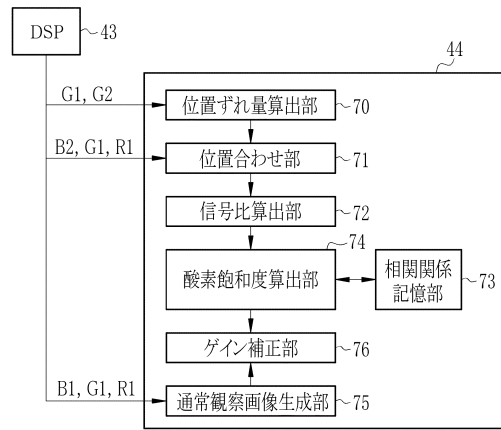 DSP
43
44
G1, G2
位置ずれ量算出部
70
B2, G1, R1
位置合わせ部
71
信号比算出部
72
74
酸素飽和度算出部
相関関係
記憶部
73
ゲイン補正部
76
B1, G1, R1
通常観察画像生成部
75